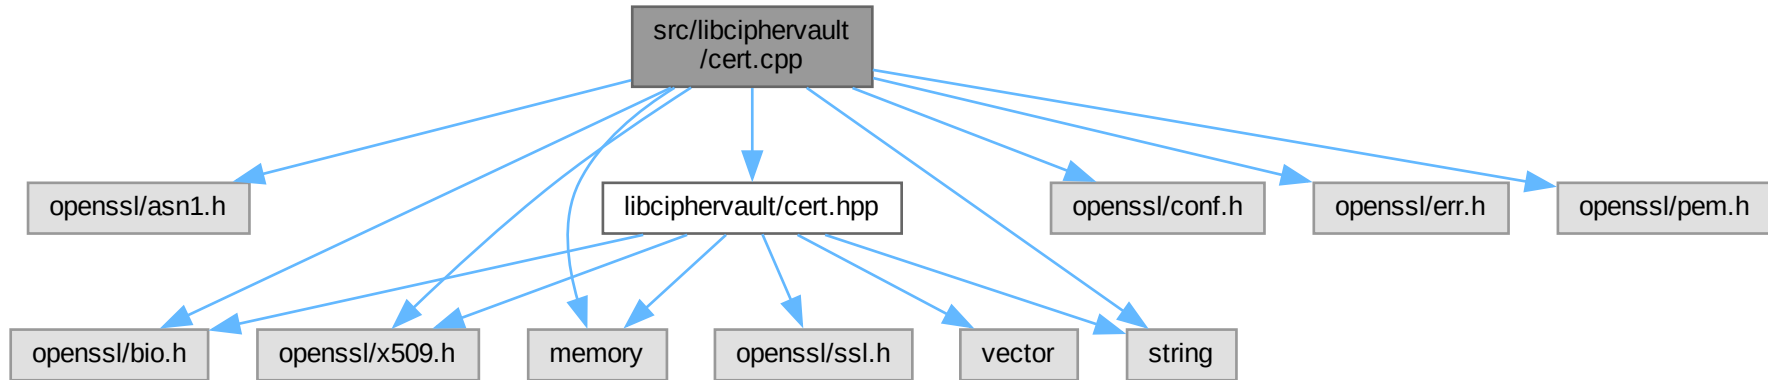 src/libciphervault
/cert.cpp
openssl/asn1.h
libciphervault/cert.hpp
openssl/conf.h
openssl/err.h
openssl/pem.h
openssl/bio.h
openssl/x509.h
memory
openssl/ssl.h
vector
string